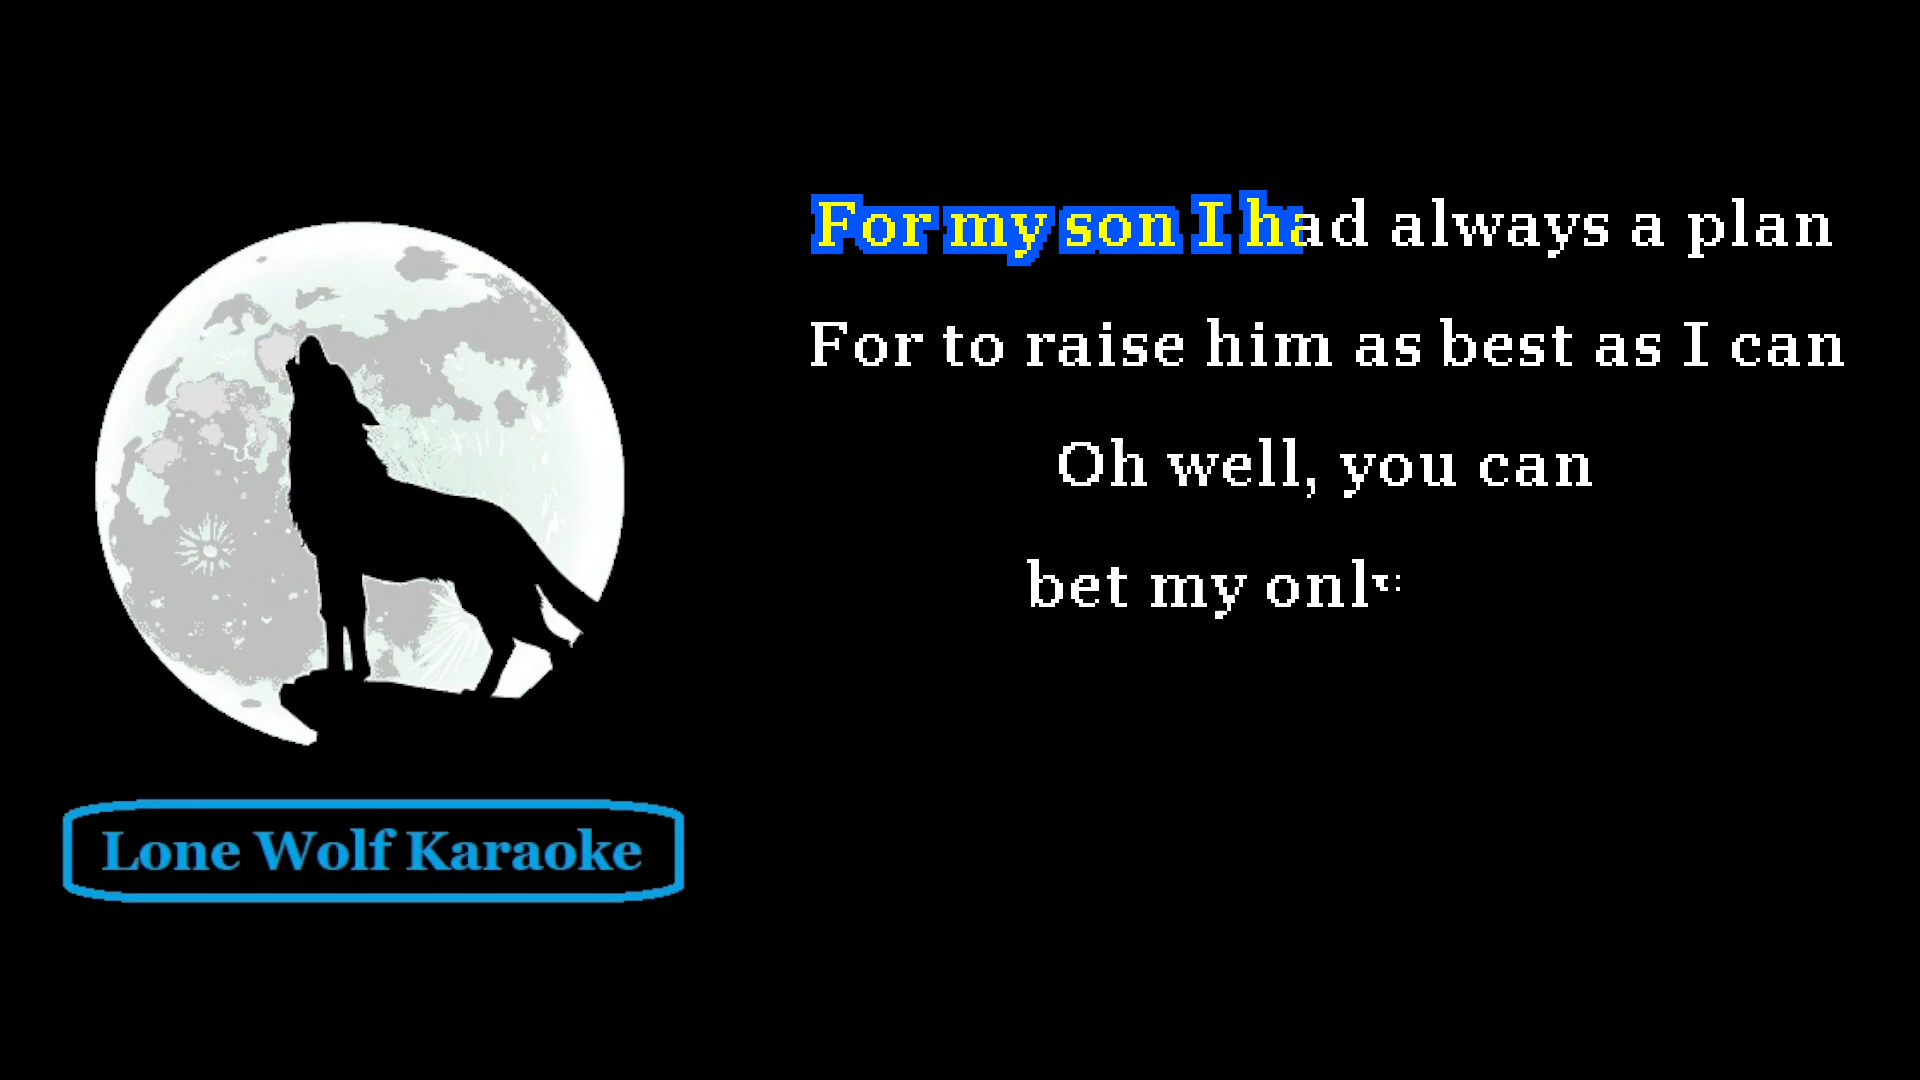 For my son I had always a plan
For to raise him as best as I can
Oh well, you can
bet my only
Lone Wolf Karaoke